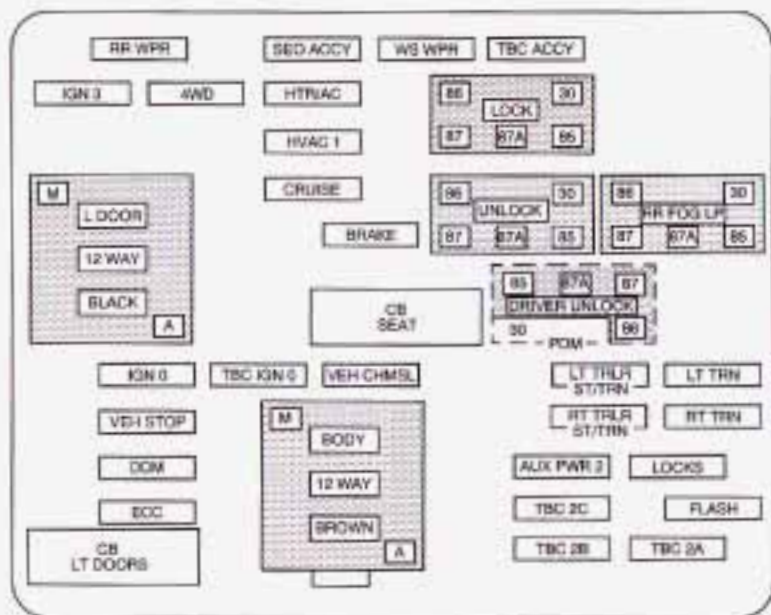 RR WPR
SEO ACCY
WS WPR
TBC ACCY
IGN 3
4WD
HTR/AC
86
30
LOCK
87
87A
85
HVAC 1
CRUISE
M
L DOOR
12 WAY
BLACK
A
86
30
UNLOCK
87
87A
85
86
30
RR FOG LP
87
87A
85
BRAKE
85
87A
87
DRIVER UNLOCK
30
86
PDM
CB
SEAT
IGN 0
TBC IGN 0
VEH CHMSL
LT TRLR
ST/TRN
LT TRN
VEH STOP
RT TRLR
ST/TRN
RT TRN
M
BODY
12 WAY
BROWN
A
DDM
AUX PWR 2
LOCKS
ECC
TBC 2C
FLASH
CB
LT DOORS
TBC 2B
TBC 2A